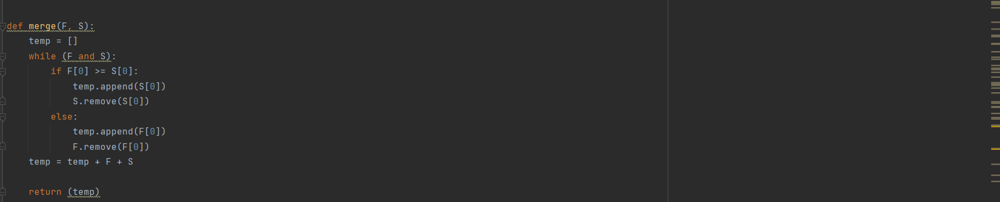 def merge(F, S):
    temp = []
    while (F and S):
        if F[0] >= S[0]:
            temp.append(S[0])
            S.remove(S[0])
        else:
            temp.append(F[0])
            F.remove(F[0])
    temp = temp + F + S
    return (temp)